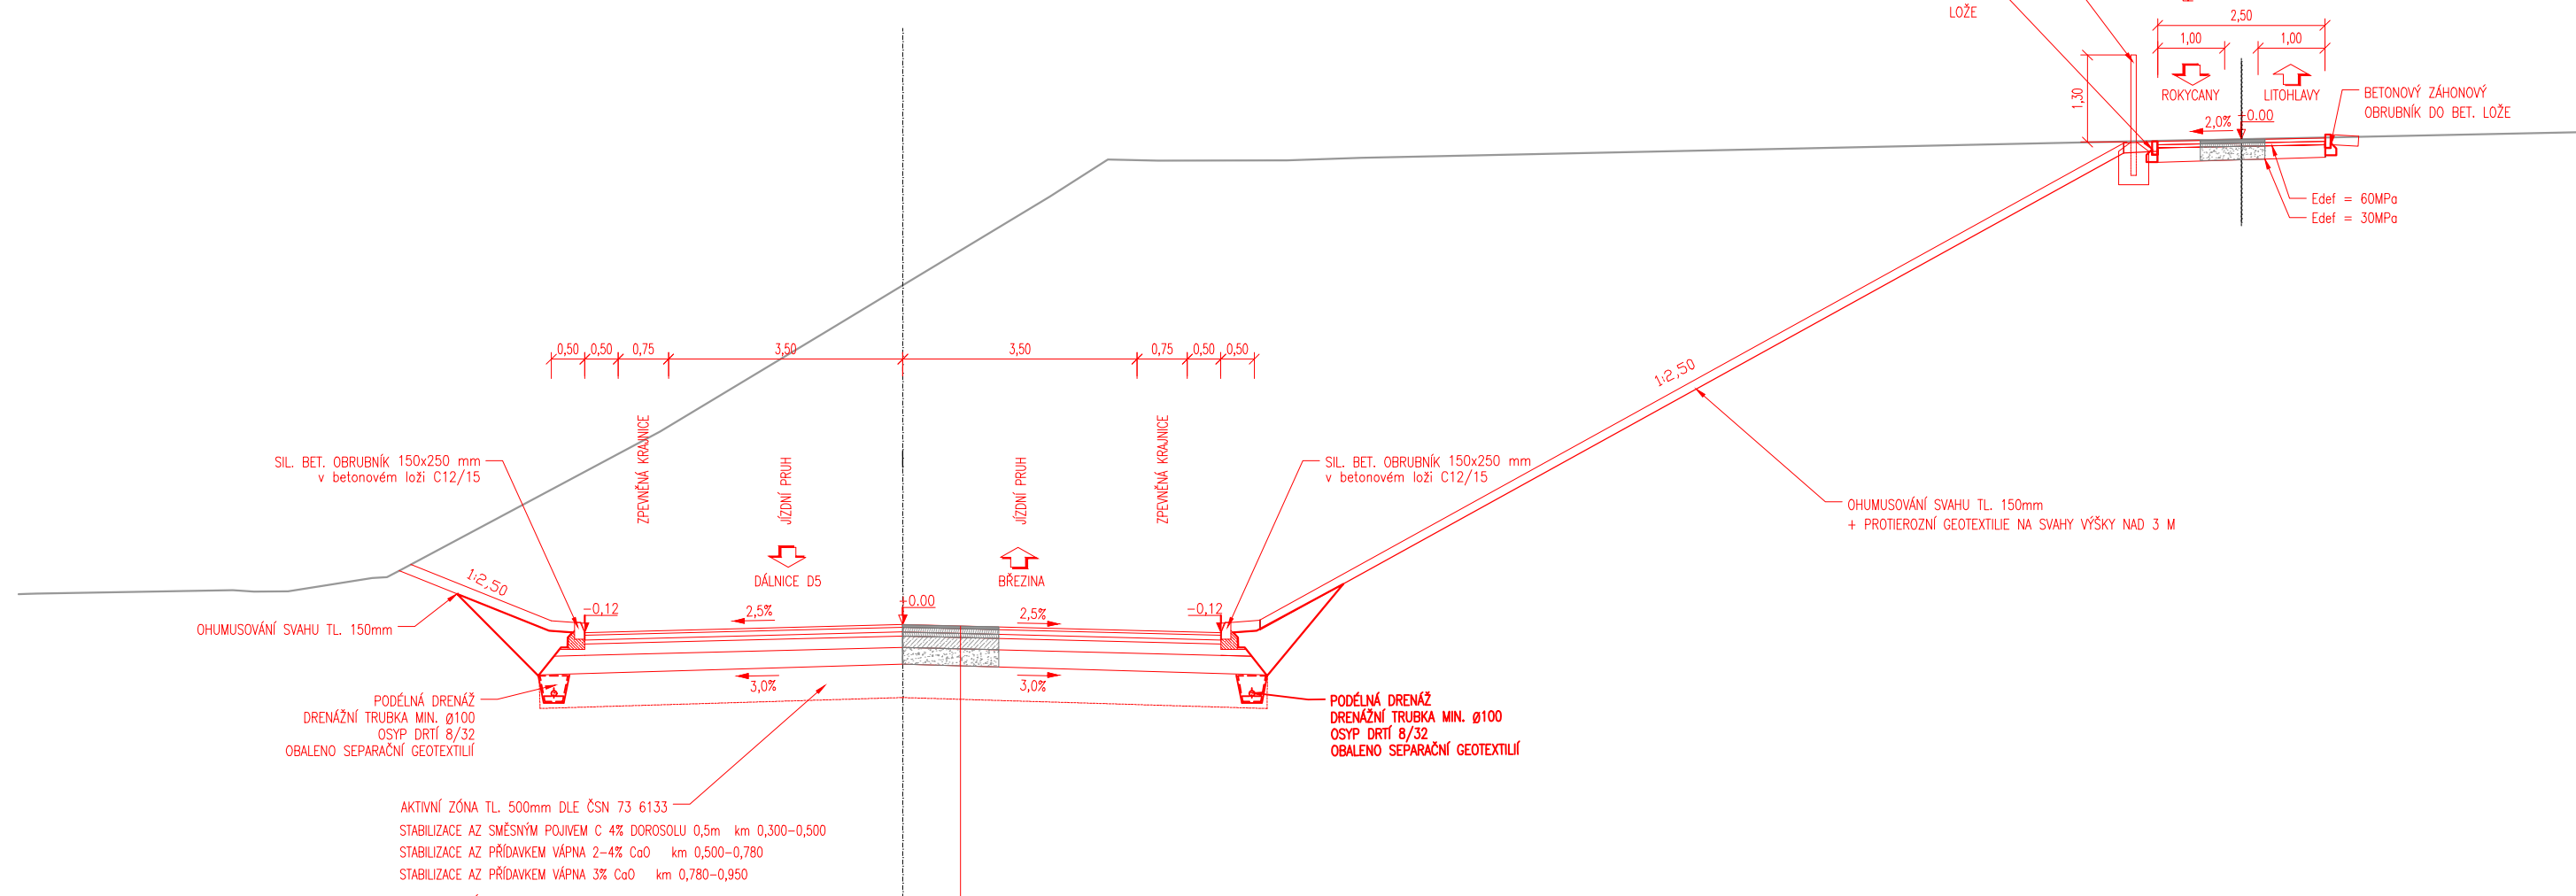 LOŽE
2,50
1,00
1,00
1,30
ROKYCANY
LITOHLAVY
BETONOVÝ ZÁHONOVÝ
OBRUBNÍK DO BET. LOŽE
2,0%
0.00
Edef = 60MPa
Edef = 30MPa
0,50
0,50
0,75
3,50
3,50
0,75
0,50
0,50
1:2,50
ZPEVNĚNÁ KRAJNICE
JÍZDNÍ PRUH
JÍZDNÍ PRUH
ZPEVNĚNÁ KRAJNICE
SIL. BET. OBRUBNÍK 150x250 mm
v betonovém loži C12/15
SIL. BET. OBRUBNÍK 150x250 mm
v betonovém loži C12/15
OHUMUSOVÁNÍ SVAHU TL. 150mm
+ PROTIEROZNÍ GEOTEXTILIE NA SVAHY VÝŠKY NAD 3 M
DÁLNICE D5
BŘEZINA
1:2,50
OHUMUSOVÁNÍ SVAHU TL. 150mm
-0,12
2,5%
0.00
2,5%
-0,12
3,0%
3,0%
PODÉLNÁ DRENÁŽ
DRENÁŽNÍ TRUBKA MIN. Ø100
OSYP DRTÍ 8/32
OBALENO SEPARAČNÍ GEOTEXTILIÍ
PODÉLNÁ DRENÁŽ
DRENÁŽNÍ TRUBKA MIN. Ø100
OSYP DRTÍ 8/32
OBALENO SEPARAČNÍ GEOTEXTILIÍ
AKTIVNÍ ZÓNA TL. 500mm DLE ČSN 73 6133
STABILIZACE AZ SMĚSNÝM POJIVEM C 4% DOROSOLU 0,5m km 0,300-0,500
STABILIZACE AZ PŘÍDAVKEM VÁPNA 2-4% CaO km 0,500-0,780
STABILIZACE AZ PŘÍDAVKEM VÁPNA 3% CaO km 0,780-0,950